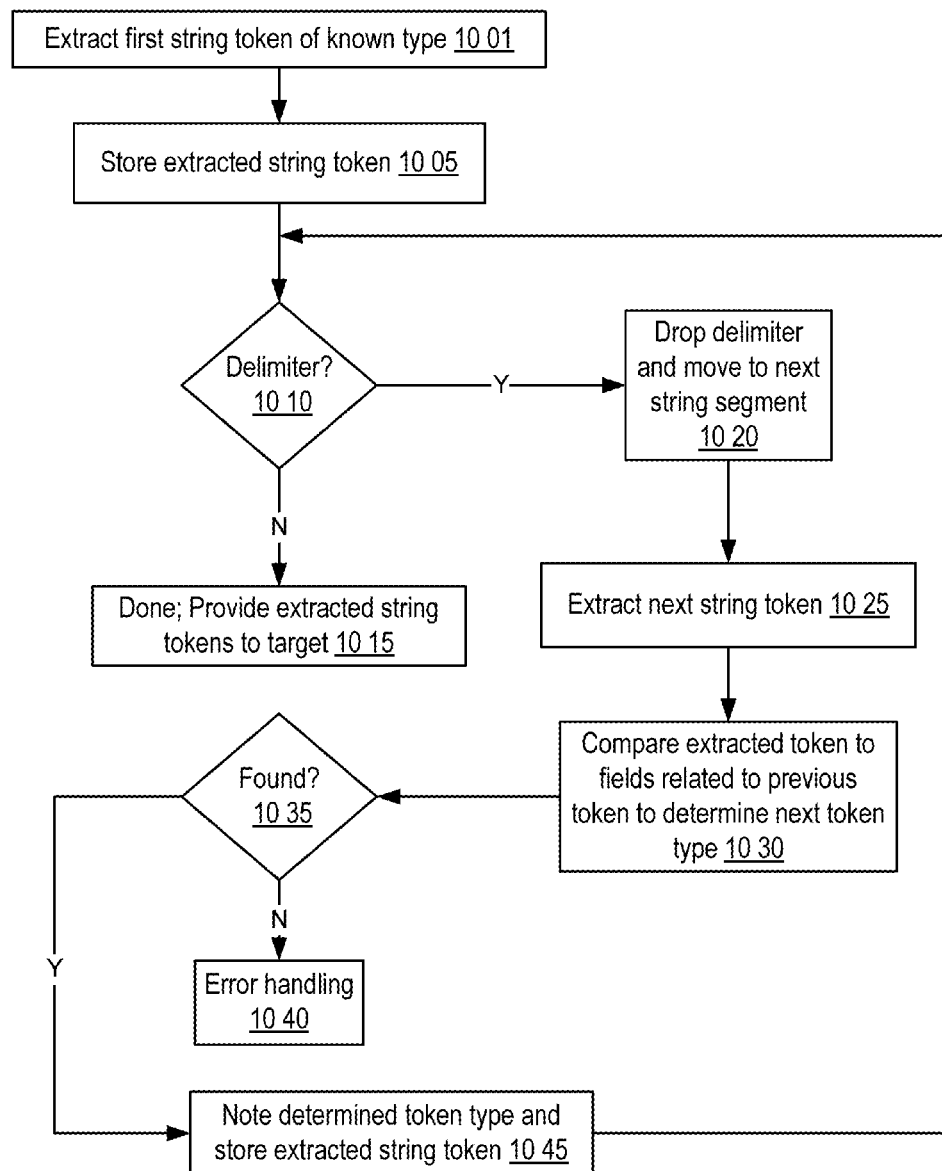 Extract first string token of known type 10 01
Store extracted string token 10 05
Delimiter?
10 10
Y
Drop delimiter
and move to next
string segment
10 20
N
Done; Provide extracted string
tokens to target 10 15
Extract next string token 10 25
Compare extracted token to
fields related to previous
token to determine next token
type 10 30
Found?
10 35
N
Y
Error handling
10 40
Note determined token type and
store extracted string token 10 45